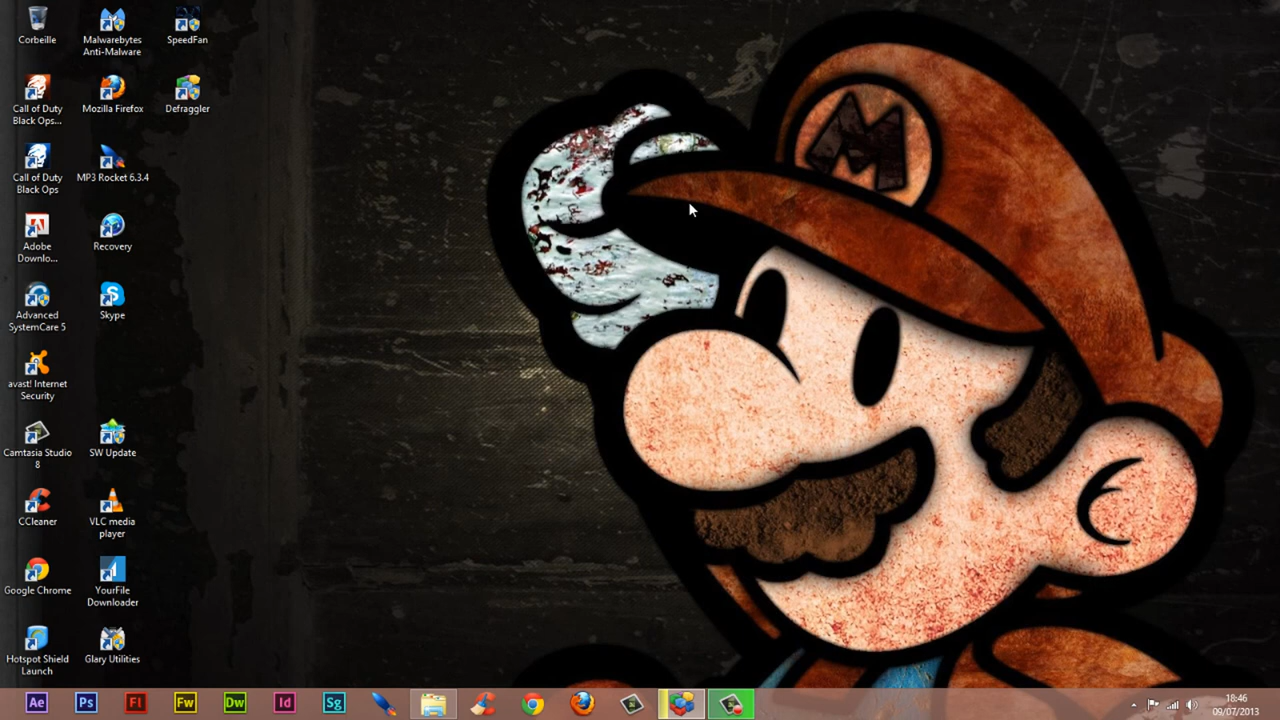 Corbeille
Malwarebytes
Anti-Malware
SpeedFan
Call of Duty
Black Ops...
Mozilla Firefox
Defraggler
Call of Duty
Black Ops
MP3 Rocket 6.3.4
Adobe
Downlo...
Recovery
Advanced
SystemCare 5
Skype
avast! Internet
Security
Camtasia Studio
8
SW Update
CCleaner
VLC media
player
Google Chrome
YourFile
Downloader
Hotspot Shield
Launch
Glary Utilities
M
Ae
Ps
Fl
Fw
Dw
Id
Sg
18:46
09/07/2013